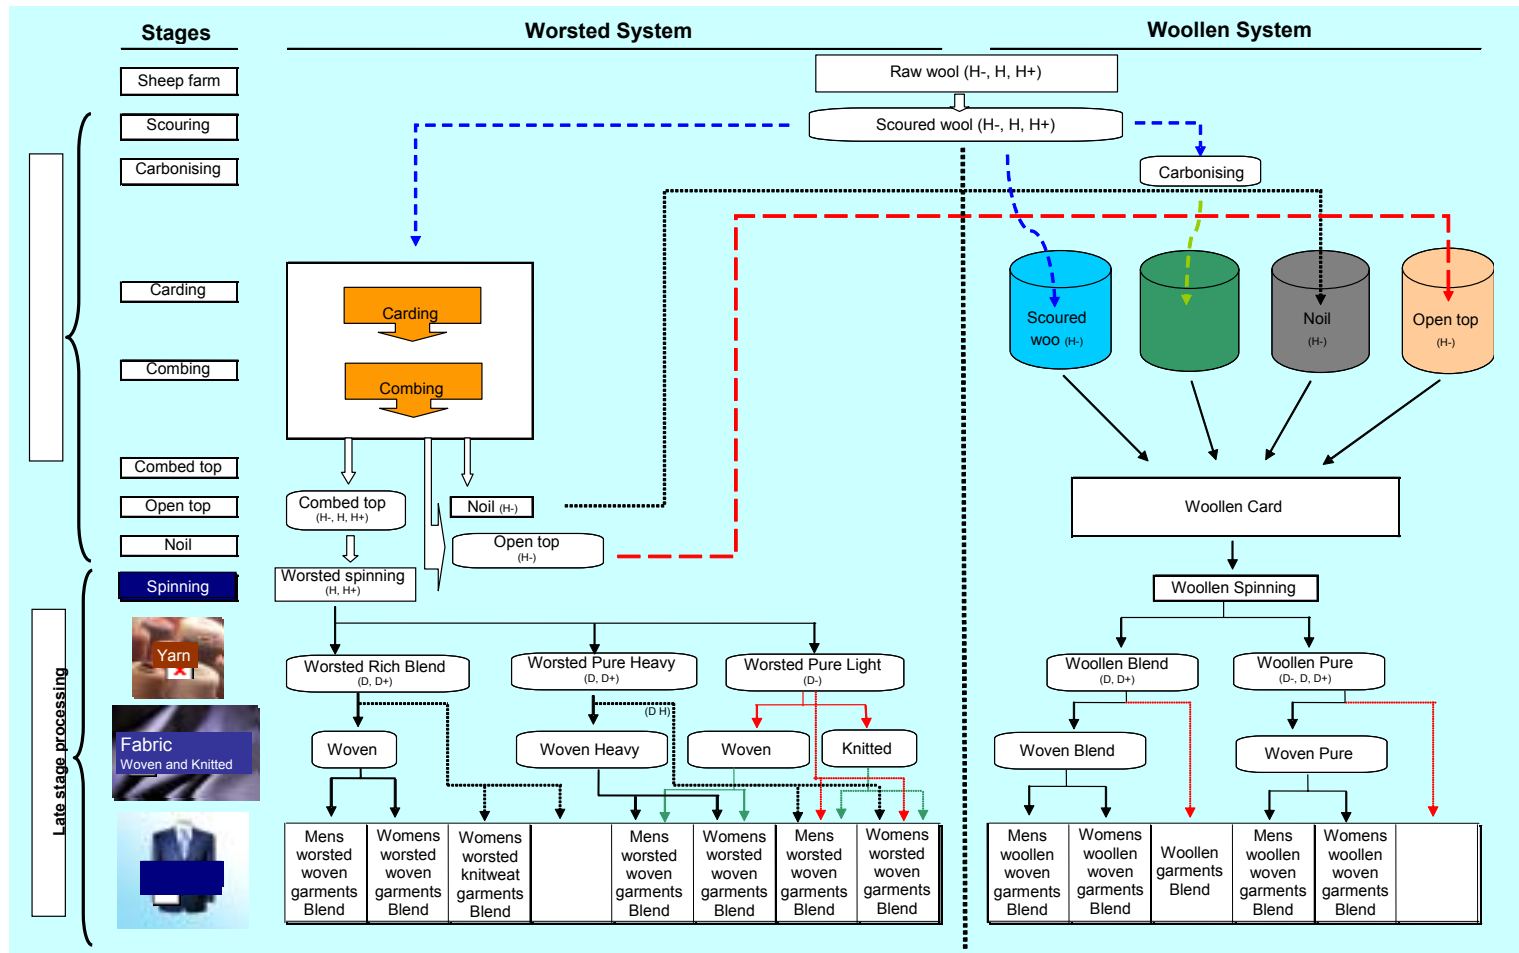 Stages
Worsted System
Woollen System
Sheep farm
Raw wool (H-, H, H+)
Scouring
Scoured wool (H-, H, H+)
Carbonising
Carbonising
Carding
Carding
Scoured
woo (H-)
Noil
(H-)
Open top
(H-)
Combing
Combing
Combed top
Open top
Noil
Combed top
(H-, H, H+)
Noil (H-)
Open top
(H-)
Woollen Card
Spinning
Worsted spinning
(H, H+)
Woollen Spinning
Late stage processing
Yarn
Worsted Rich Blend
(D, D+)
Worsted Pure Heavy
(D, D+)
Worsted Pure Light
(D-)
Woollen Blend
(D, D+)
Woollen Pure
(D-, D, D+)
(D H)
Fabric
Woven and Knitted
Woven
Woven Heavy
Woven
Knitted
Woven Blend
Woven Pure
Mens
worsted
woven
garments
Blend
Womens
worsted
woven
garments
Blend
Womens
worsted
knitweat
garments
Blend
Mens
worsted
woven
garments
Blend
Womens
worsted
woven
garments
Blend
Mens
worsted
woven
garments
Blend
Womens
worsted
woven
garments
Blend
Mens
woollen
woven
garments
Blend
Womens
woollen
woven
garments
Blend
Woollen
garments
Blend
Mens
woollen
woven
garments
Blend
Womens
woollen
woven
garments
Blend